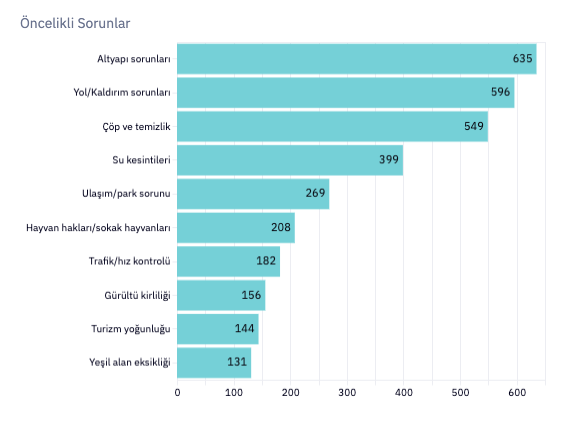 Öncelikli Sorunlar
Altyapı sorunları 635
Yol/Kaldırım sorunları 596
Çöp ve temizlik 549
Su kesintileri 399
Ulaşım/park sorunu 269
Hayvan hakları/sokak hayvanları 208
Trafik/hız kontrolü 182
Gürültü kirliliği 156
Turizm yoğunluğu 144
Yeşil alan eksikliği 131
0 100 200 300 400 500 600